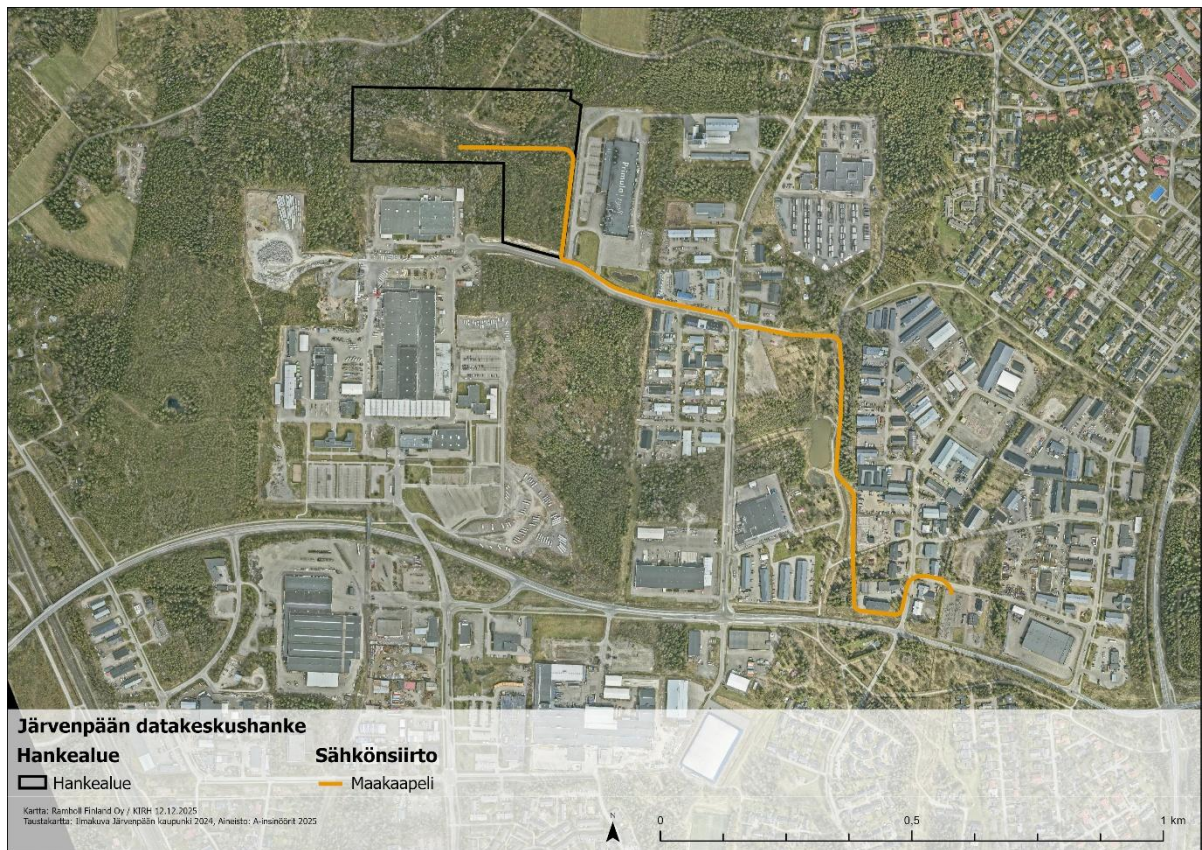 Primula
Järvenpään datakeskushanke
Hankealue
Sähkönsiirto
Hankealue
Maakaapeli
Kartta: Ramboll Finland Oy / KIRH 12.12.2025
Taustakartta: Ilmakuva Järvenpään kaupunki 2024, Aineisto: A-insinöörit 2025
N
0
0,5
1 km